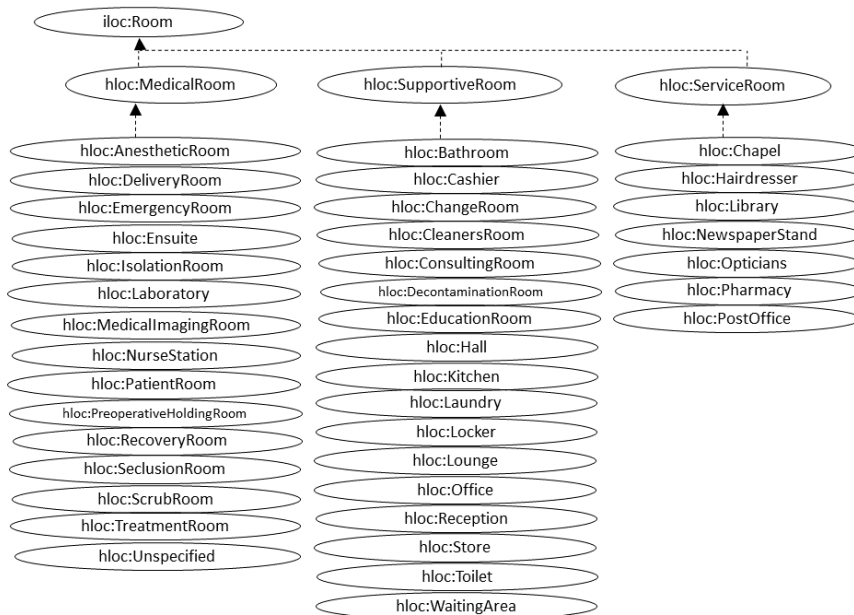 iloc:Room
hloc:MedicalRoom
hloc:SupportiveRoom
hloc:ServiceRoom
hloc:AnestheticRoom
hloc:DeliveryRoom
hloc:EmergencyRoom
hloc:Ensuite
hloc:IsolationRoom
hloc:Laboratory
hloc:MedicalImagingRoom
hloc:NurseStation
hloc:PatientRoom
hloc:PreoperativeHoldingRoom
hloc:RecoveryRoom
hloc:SeclusionRoom
hloc:ScrubRoom
hloc:TreatmentRoom
hloc:Unspecified
hloc:Bathroom
hloc:Cashier
hloc:ChangeRoom
hloc:CleanersRoom
hloc:ConsultingRoom
hloc:DecontaminationRoom
hloc:EducationRoom
hloc:Hall
hloc:Kitchen
hloc:Laundry
hloc:Locker
hloc:Lounge
hloc:Office
hloc:Reception
hloc:Store
hloc:Toilet
hloc:WaitingArea
hloc:Chapel
hloc:Hairdresser
hloc:Library
hloc:NewspaperStand
hloc:Opticians
hloc:Pharmacy
hloc:PostOffice